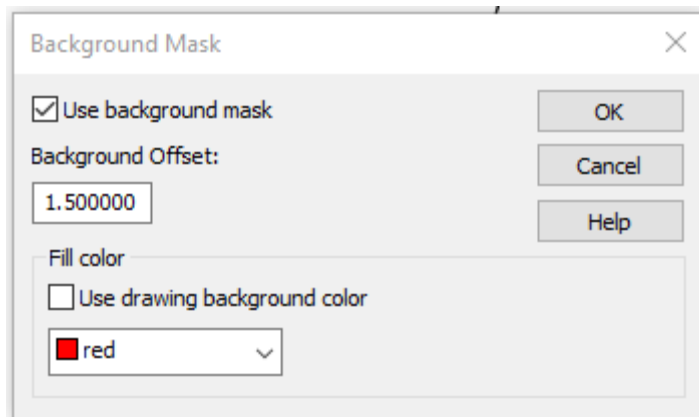 Background Mask
Use background mask
OK
Background Offset:
Cancel
1.500000
Help
Fill color
Use drawing background color
red